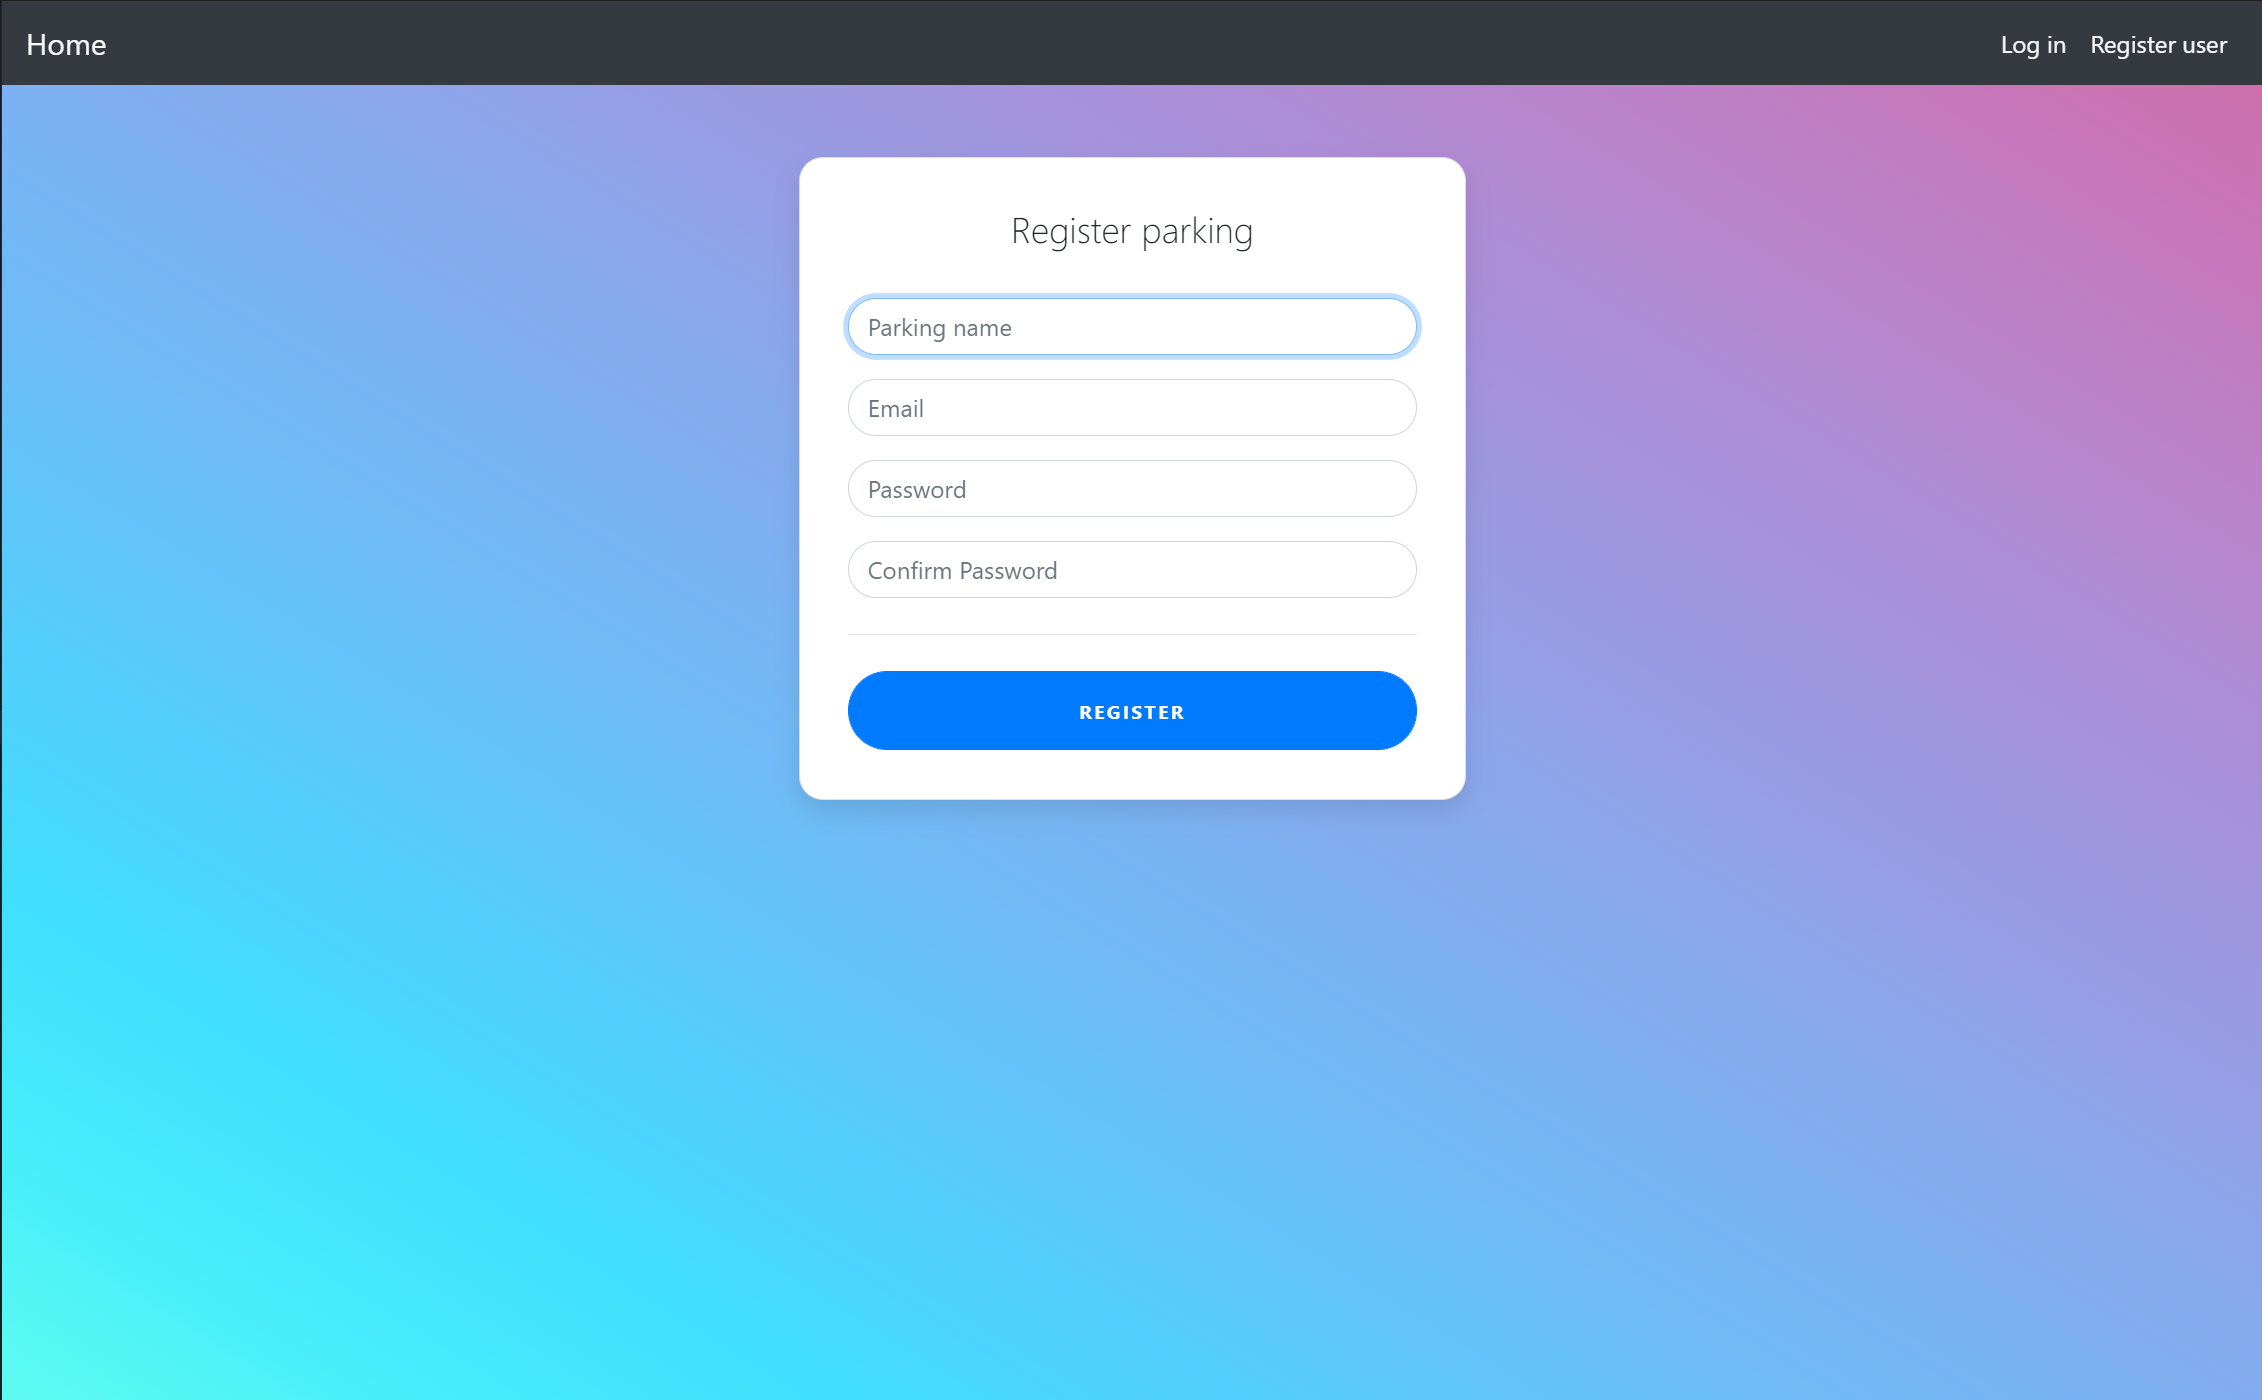 Home
Log in
Register user
Register parking
Parking name
Email
Password
Confirm Password
REGISTER